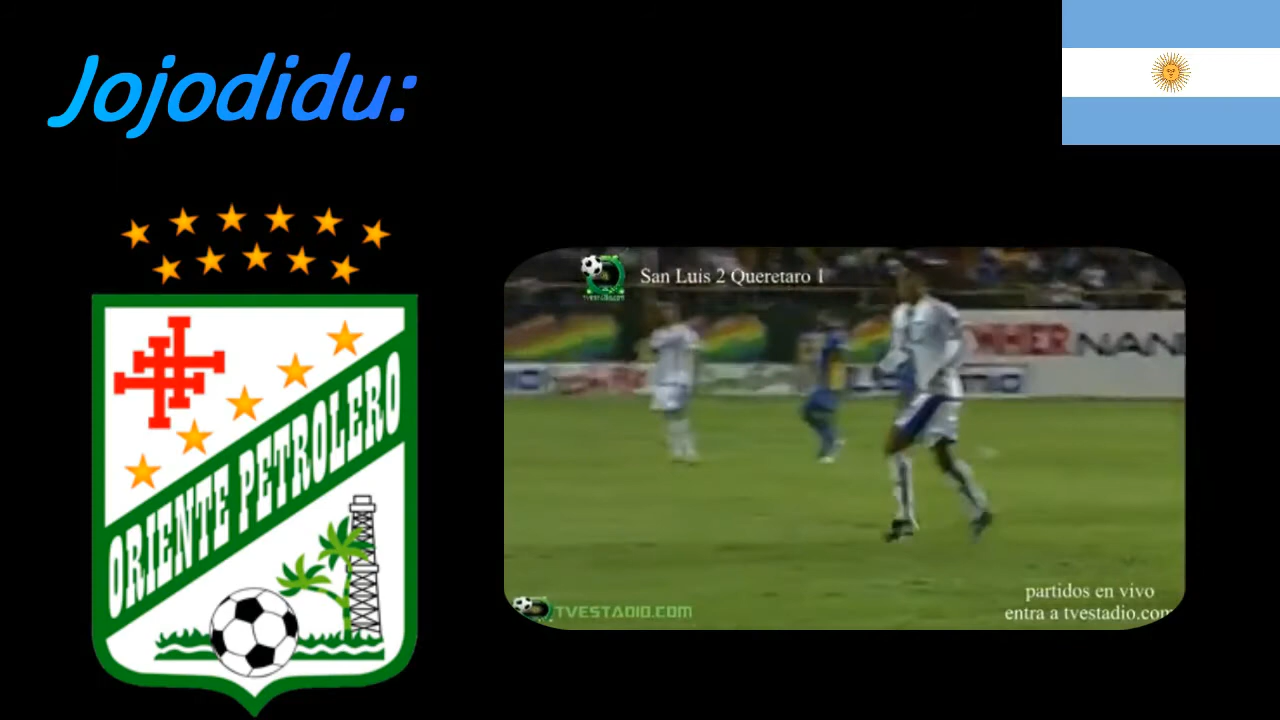 Jojodidu:
ORIENTE PETROLERO
San Luis 2 Queretaro 1
TVESTADIO.COM
partidos en vivo
entra a tvestadio.com